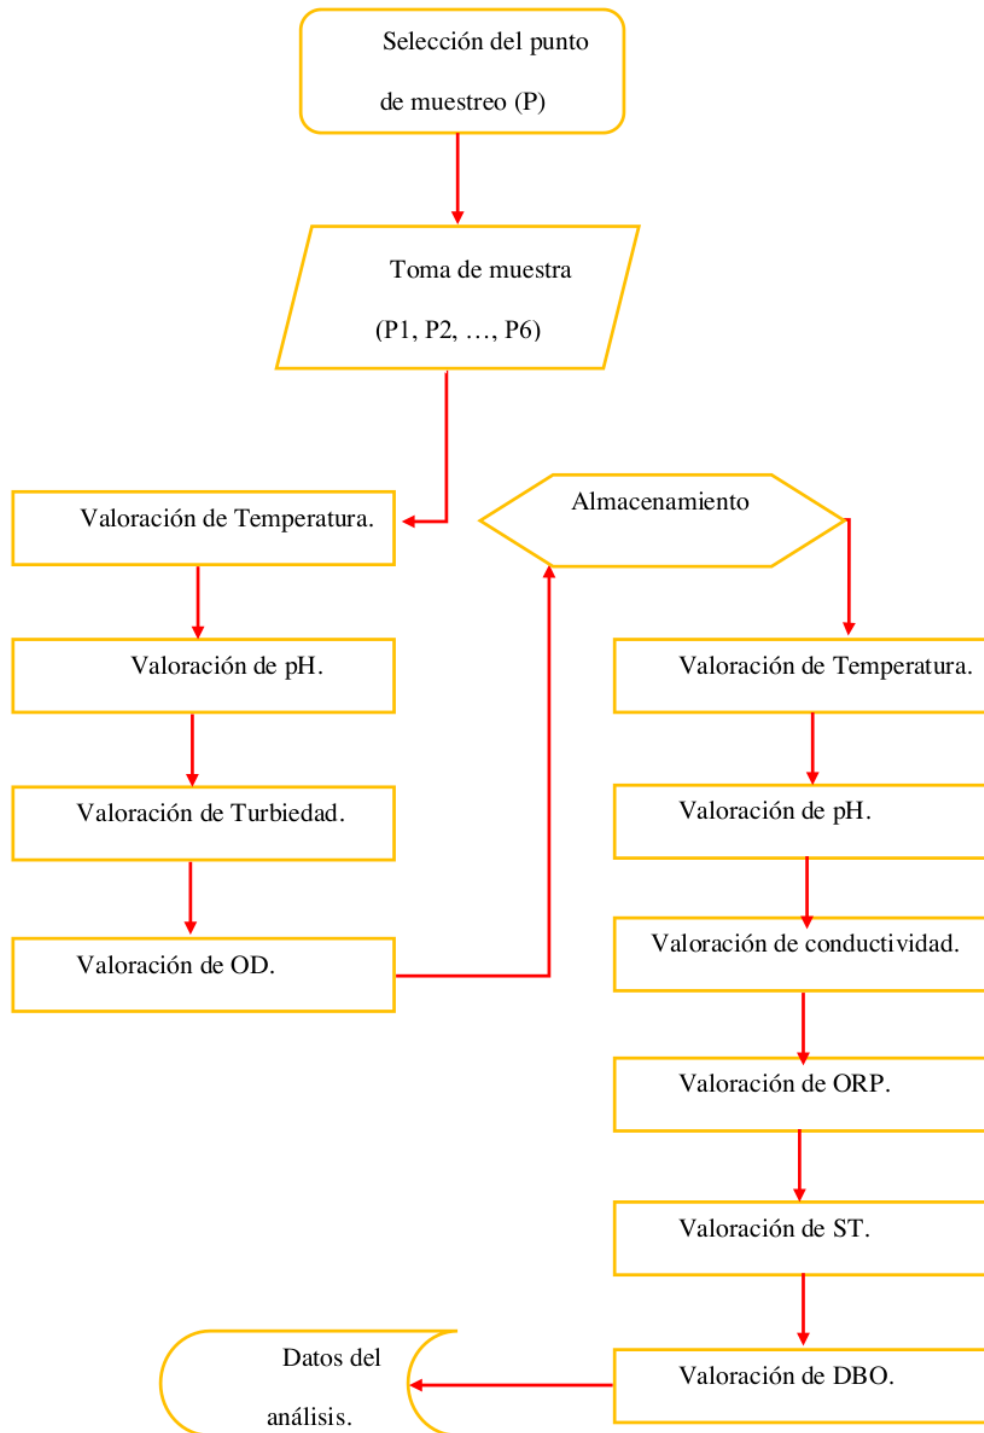 Selección del punto
de muestreo (P)
Toma de muestra
(P1, P2, …, P6)
Valoración de Temperatura.
Valoración de pH.
Valoración de Turbiedad.
Valoración de OD.
Almacenamiento
Valoración de Temperatura.
Valoración de pH.
Valoración de conductividad.
Valoración de ORP.
Valoración de ST.
Valoración de DBO.
Datos del
análisis.